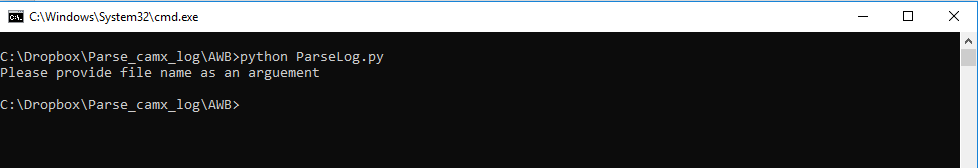 C:\Windows\System32\cmd.exe
C:\Dropbox\Parse_camx_log\AWB>python ParseLog.py
Please provide file name as an arguement
C:\Dropbox\Parse_camx_log\AWB>